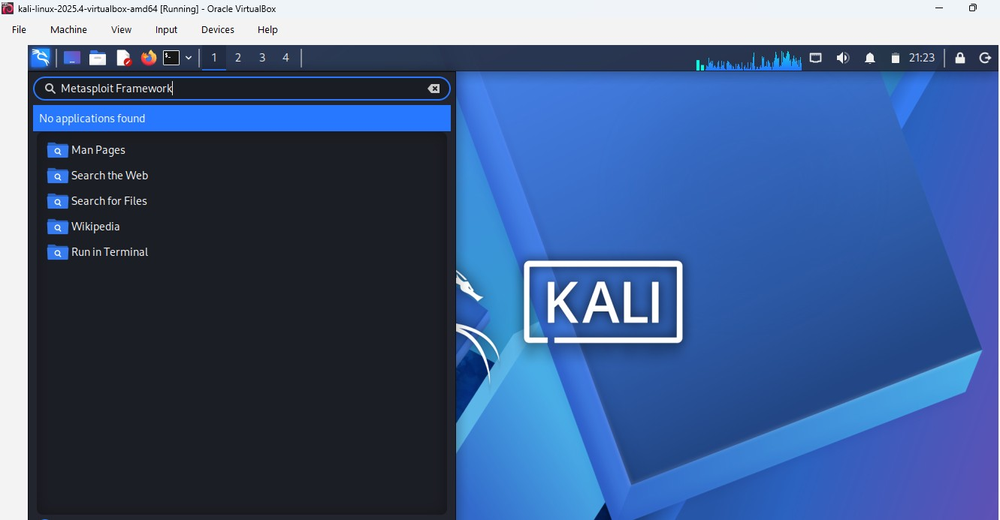 kali-linux-2025.4-virtualbox-amd64 [Running] - Oracle VirtualBox
File Machine View Input Devices Help
1 2 3 4 21:23
Metasploit Framework
No applications found
Man Pages
Search the Web
Search for Files
Wikipedia
Run in Terminal
KALI